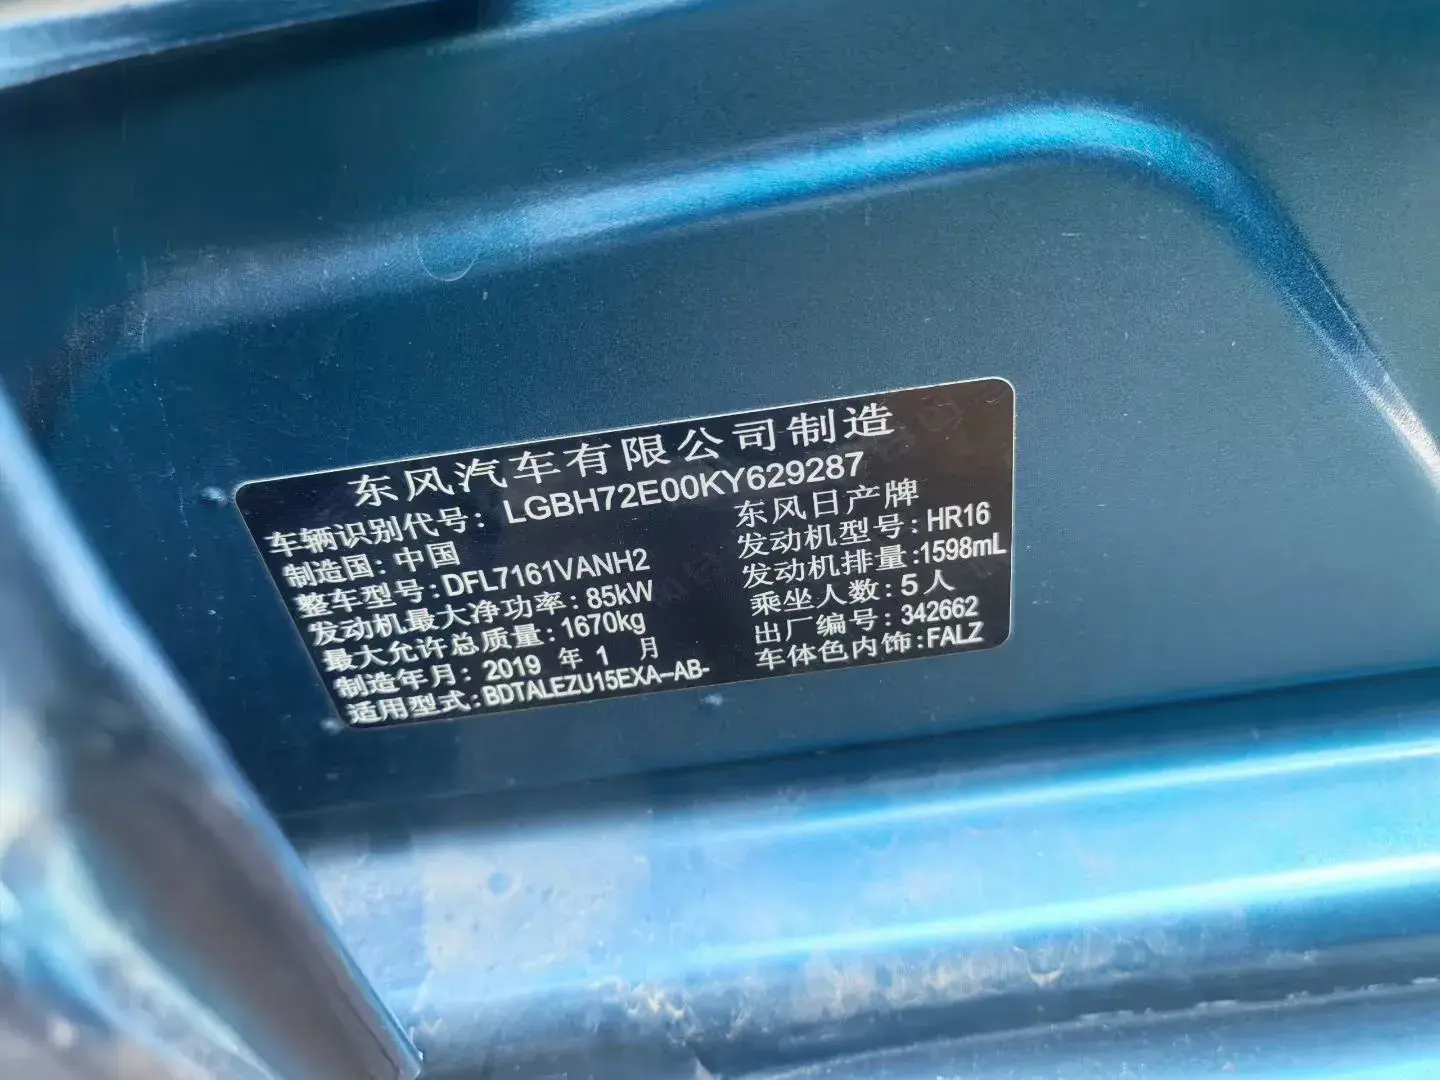 东风汽车有限公司制造
车辆识别代号: LGBH72E00KY629287
制造国: 中国 东风日产牌
整车型号: DFL7161VANH2 发动机型号: HR16
发动机最大净功率: 85kW 发动机排量: 1598mL
最大允许总质量: 1670kg 乘坐人数: 5人
制造年月: 2019 年 1 月 出厂编号: 342662
适用型式: BDTALEZU15EXA--AB- 车体色内饰: FALZ